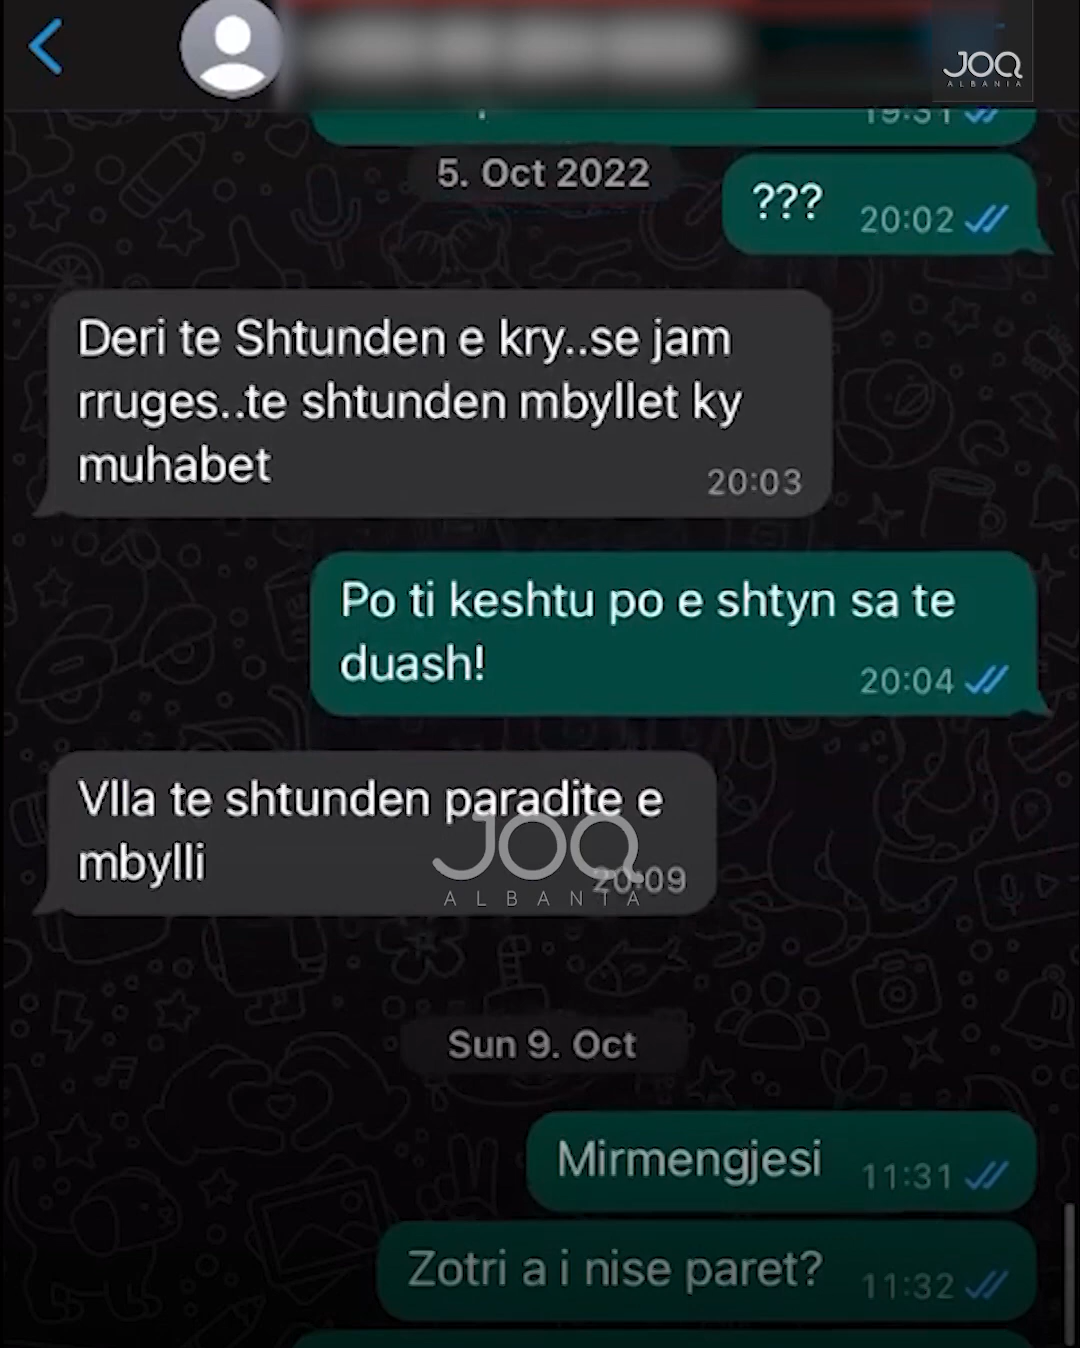 JOQ
ALBANIA
19:31
5. Oct 2022
???
20:02
Deri te Shtunden e kry..se jam
rruges..te shtunden mbyllet ky
muhabet
20:03
Po ti keshtu po e shtyn sa te
duash!
20:04
Vlla te shtunden paradite e
mbylli
20:09
JOQ
ALBANIA
Sun 9. Oct
Mirmengjesi
11:31
Zotri a i nise paret?
11:32